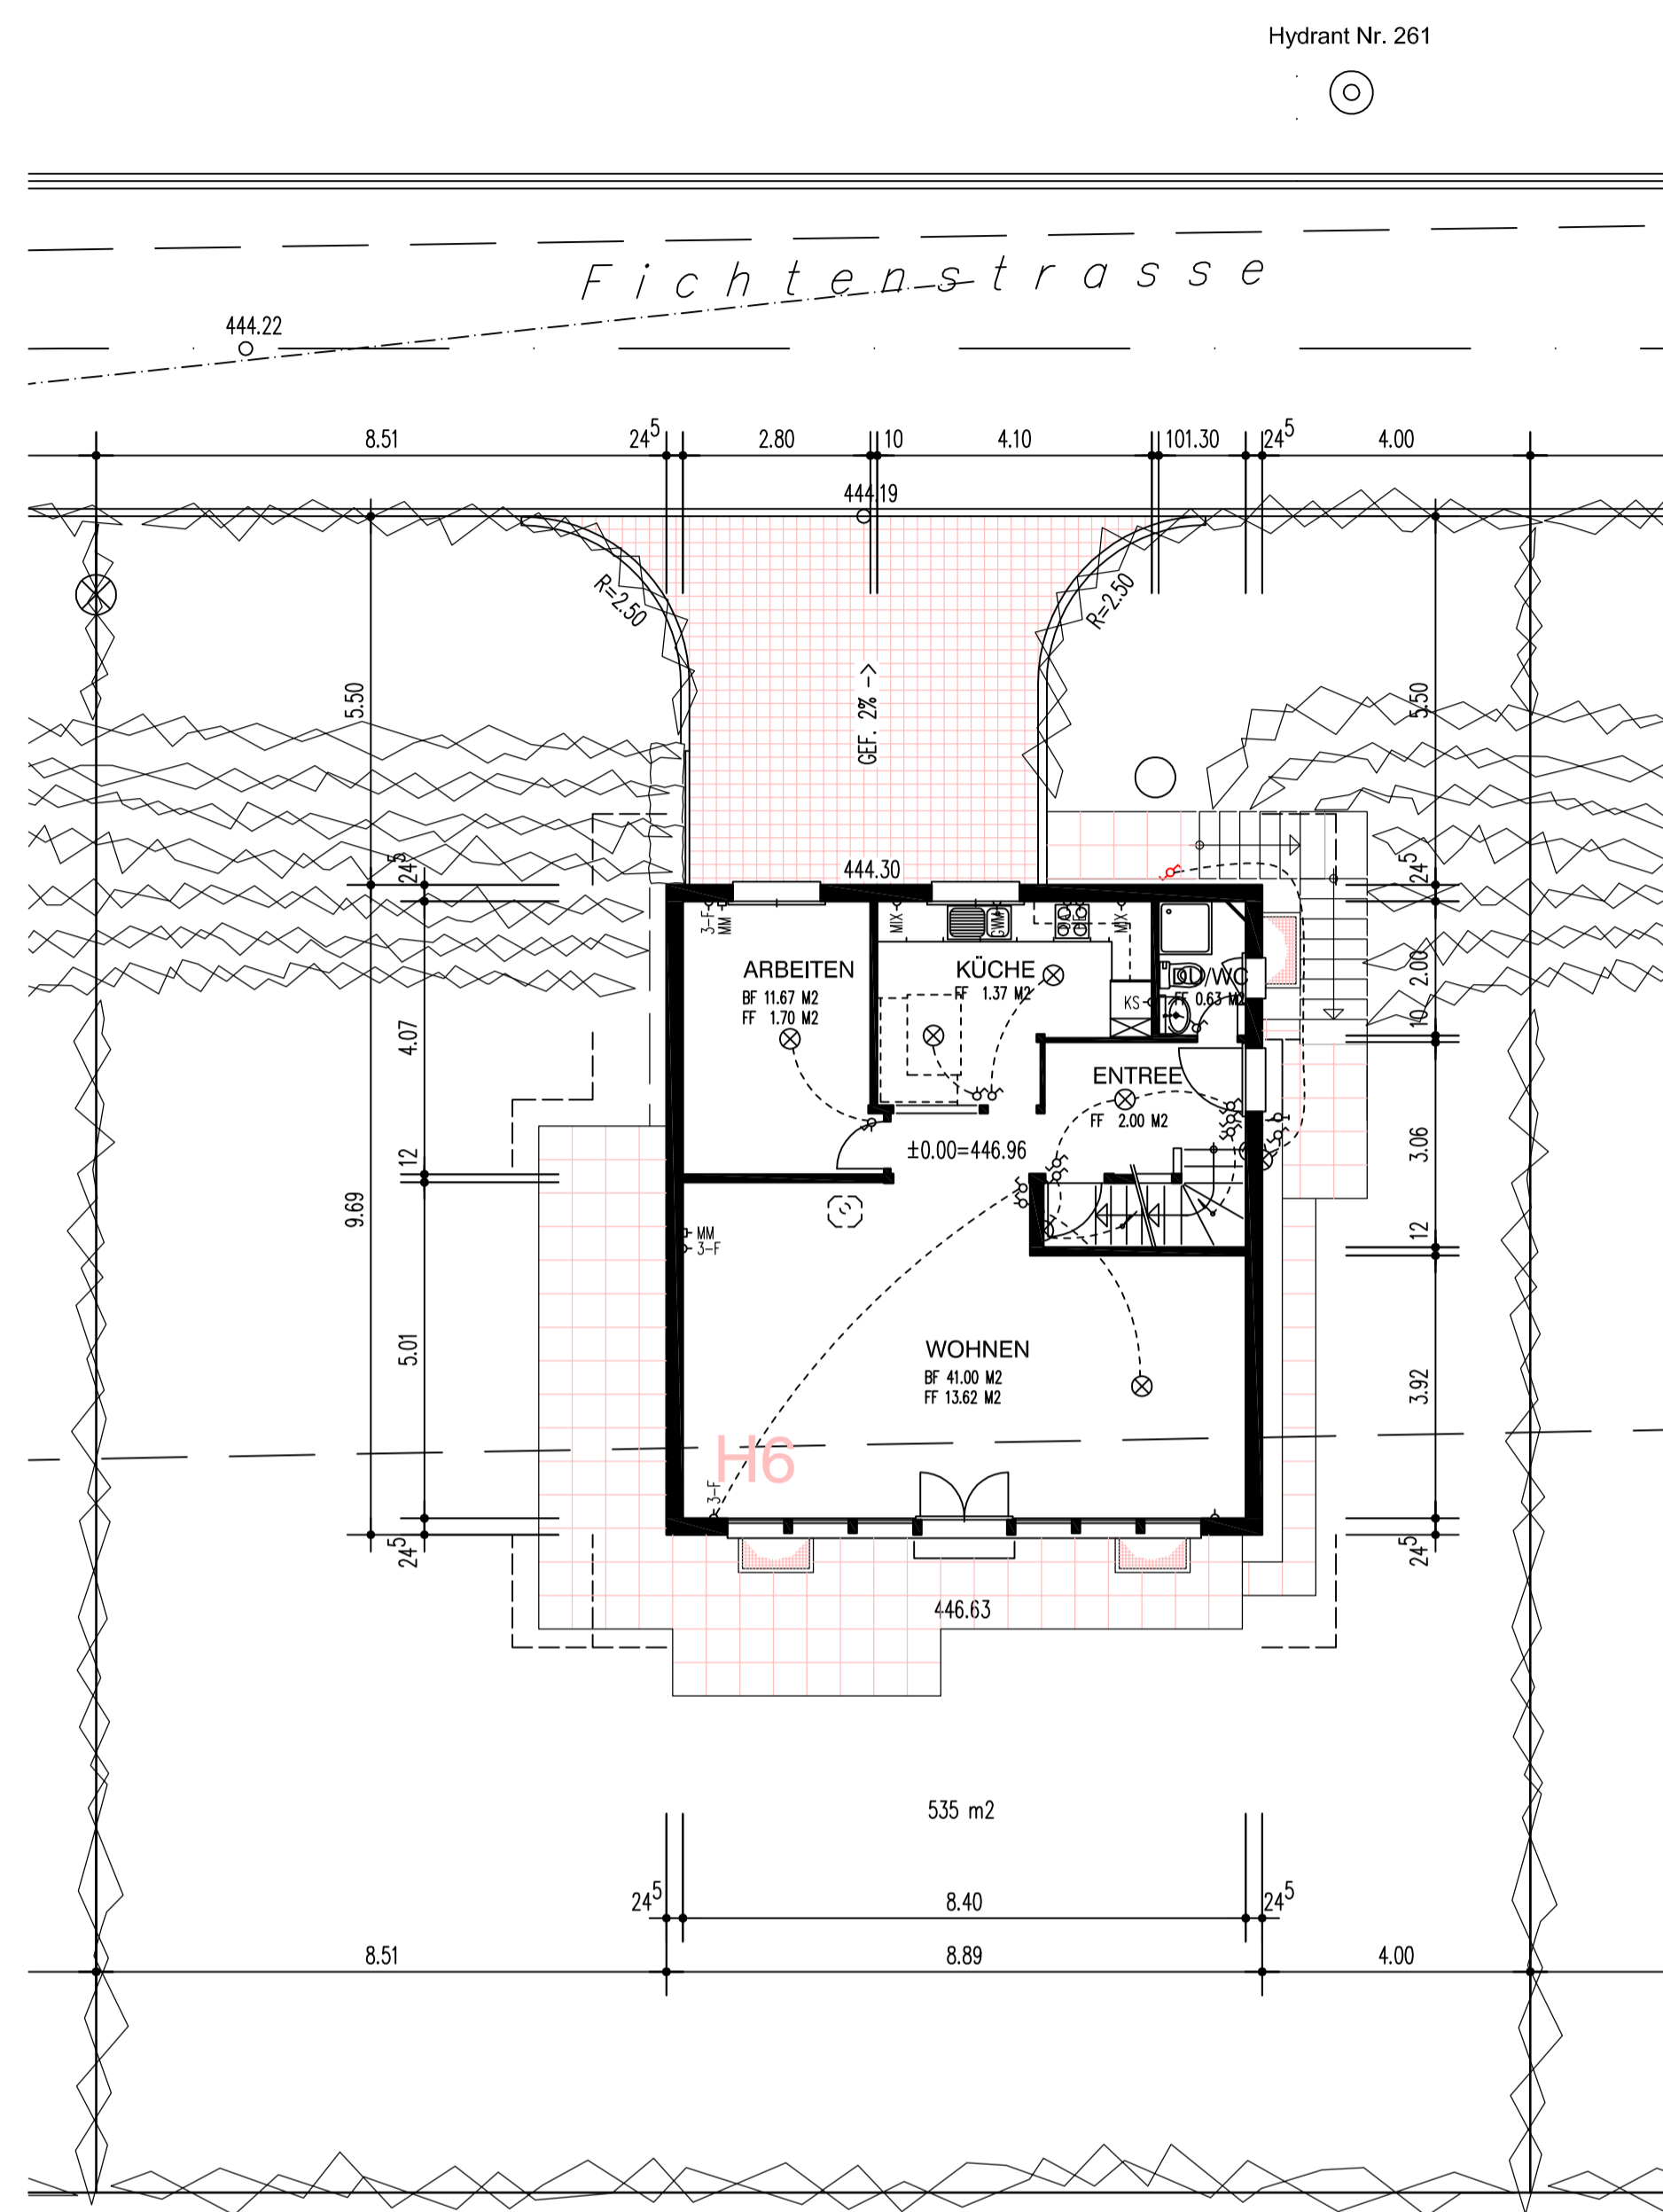 Hydrant Nr. 261
Fichtenstrasse
444.22
8.51
24⁵
2.80
10
4.10
101.30
24⁵
4.00
444.19
R=2.50
R=2.50
5.50
5.50
GEF. 2% ->
444.30
24⁵
24⁵
3-F
MM
MIX
GWM
MIX
ARBEITEN
BF 11.67 M2
FF 1.70 M2
KÜCHE
FF 1.37 M2
DU/WC
FF 0.63 M2
KS
2.00
10
4.07
ENTREE
FF 2.00 M2
±0.00=446.96
12
3.06
9.69
MM
3-F
12
5.01
WOHNEN
BF 41.00 M2
FF 13.62 M2
3.92
H6
3-F
24⁵
24⁵
446.63
535 m2
24⁵
8.40
24⁵
8.51
8.89
4.00